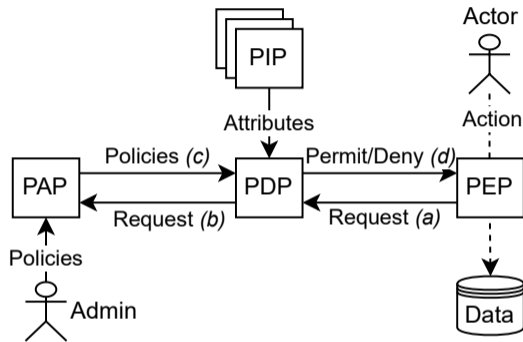 Actor
PIP
Attributes
Action
Policies (c)
Permit/Deny (d)
PAP
PDP
PEP
Request (b)
Request (a)
Policies
Admin
Data